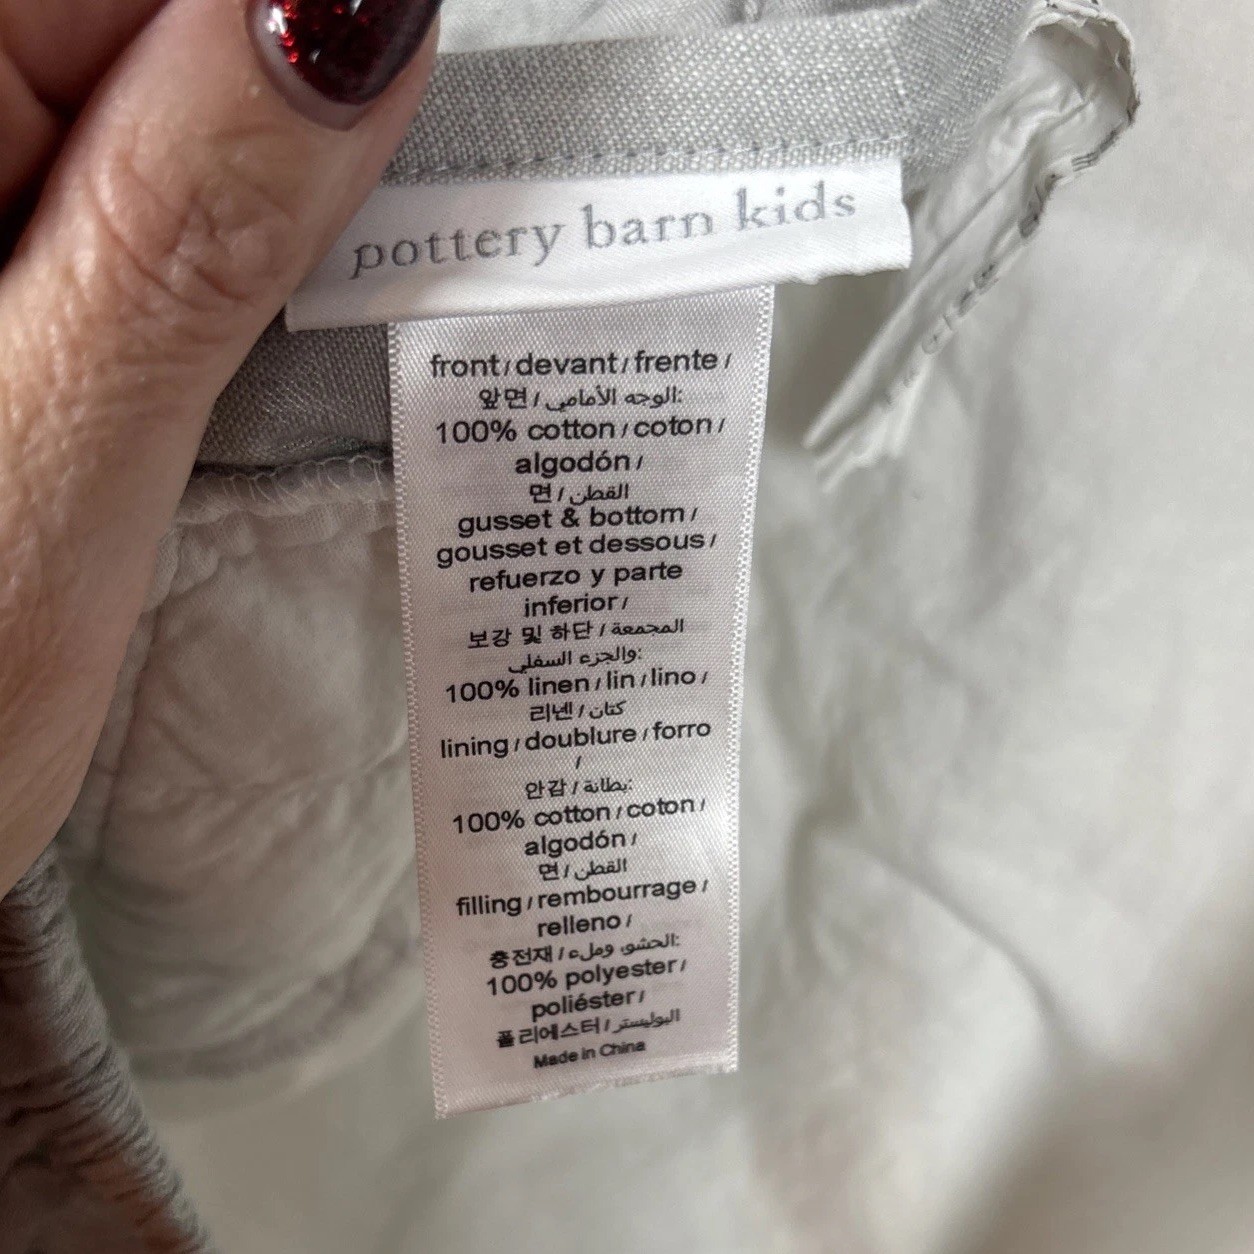 pottery barn kids
front/devant/frente/
앞면/الوجه الأمامي:
100% cotton/coton/
algodón/
면/القطن
gusset & bottom/
gousset et dessous/
refuerzo y parte
inferior/
보강 및 하단/المجمعة
والجزء السفلي:
100% linen/lin/lino/
리넨/كتان
lining/doublure/forro
/
안감/بطانة:
100% cotton/coton/
algodón/
면/القطن
filling/rembourrage/
relleno/
충전재/الحشو، وملء:
100% polyester/
poliéster/
폴리에스터/البوليستر
Made in China